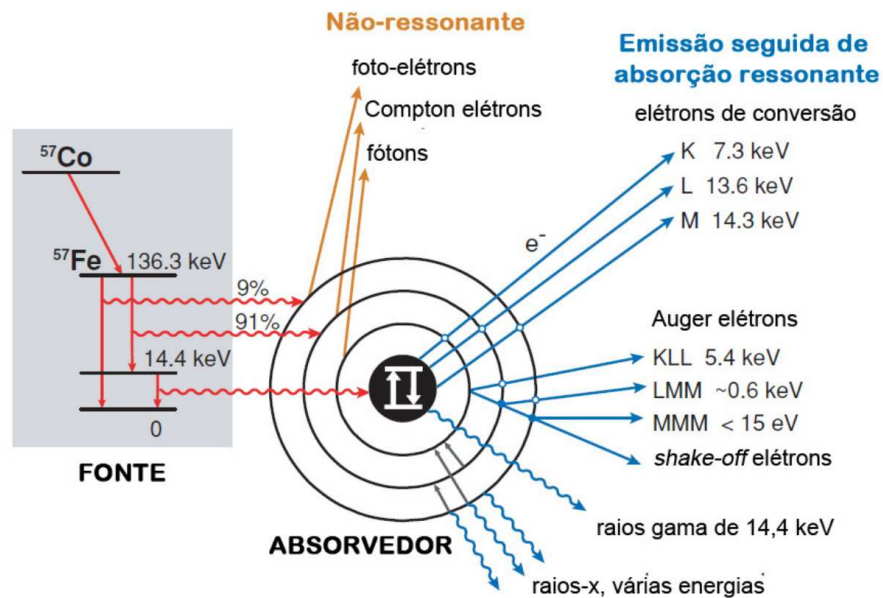 Não-ressonante
foto-elétrons
Compton elétrons
fótons
Emissão seguida de
absorção ressonante
elétrons de conversão
K 7.3 keV
L 13.6 keV
M 14.3 keV
e⁻
⁵⁷Co
⁵⁷Fe 136.3 keV
9%
91%
14.4 keV
0
FONTE
ABSORVEDOR
Auger elétrons
KLL 5.4 keV
LMM ~0.6 keV
MMM < 15 eV
shake-off elétrons
raios gama de 14,4 keV
raios-x, várias energias